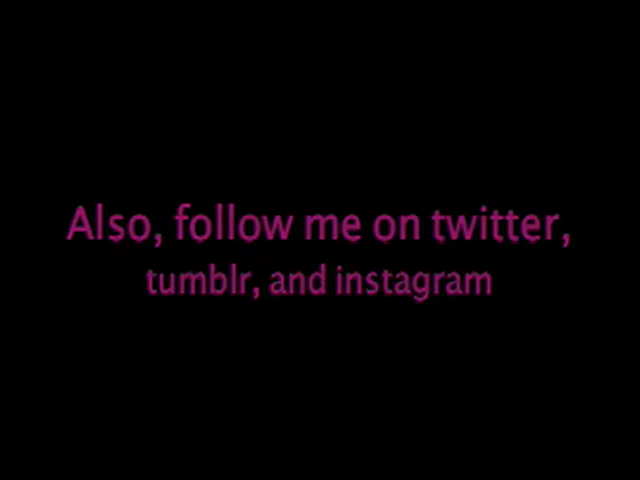 Also, follow me on twitter,
tumblr, and instagram